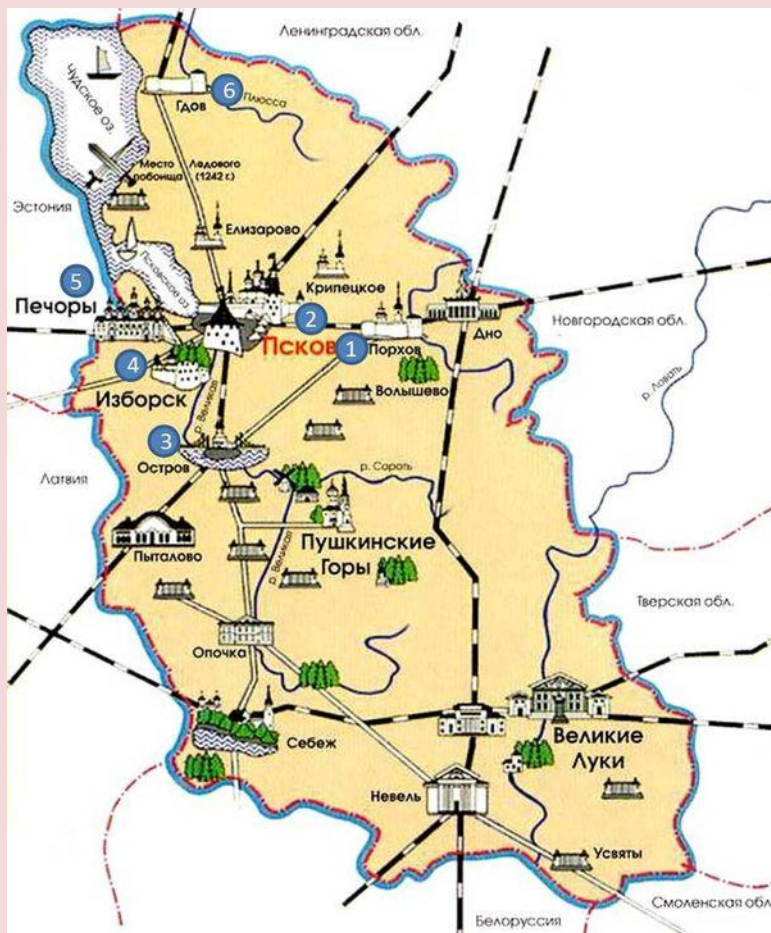 Ленинградская обл.
Чудское оз.
6
Гдов
Плюсса
Место Ледового
побоища (1242 г.)
Эстония
Елизарово
Крипецкое
Псковское оз.
5
Печоры
2
Дно
Новгородская обл.
Псков
1
Порхов
4
Волышево
р. Ловать
Изборск
р. Великая
3
Остров
р. Сороть
Латвия
Пушкинские
Горы
р. Великая
Пыталово
Тверская обл.
Опочка
Себеж
Великие
Луки
Невель
Усвяты
Смоленская обл
Белоруссия